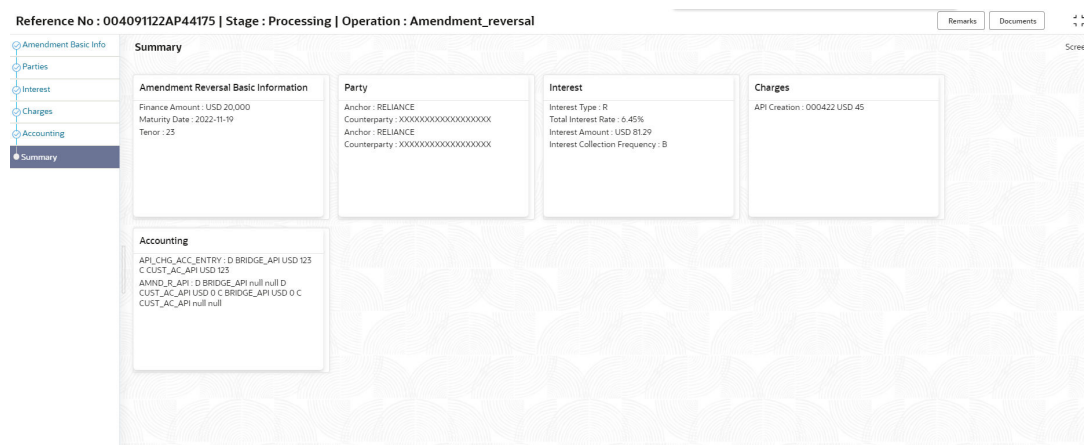 Reference No : 004091122AP44175 | Stage : Processing | Operation : Amendment_reversal
Remarks
Documents
Amendment Basic Info
Parties
Interest
Charges
Accounting
Summary
Summary
Scree
Amendment Reversal Basic Information
Finance Amount : USD 20,000
Maturity Date : 2022-11-19
Tenor : 23
Party
Anchor : RELIANCE
Counterparty : XXXXXXXXXXXXXXXXXX
Anchor : RELIANCE
Counterparty : XXXXXXXXXXXXXXXXXX
Interest
Interest Type : R
Total Interest Rate : 6.45%
Interest Amount : USD 81.29
Interest Collection Frequency : B
Charges
API Creation : 000422 USD 45
Accounting
API_CHG_ACC_ENTRY : D BRIDGE_API USD 123
C CUST_AC_API USD 123
AMND_R_API : D BRIDGE_API null null D
CUST_AC_API USD 0 C BRIDGE_API USD 0 C
CUST_AC_API null null